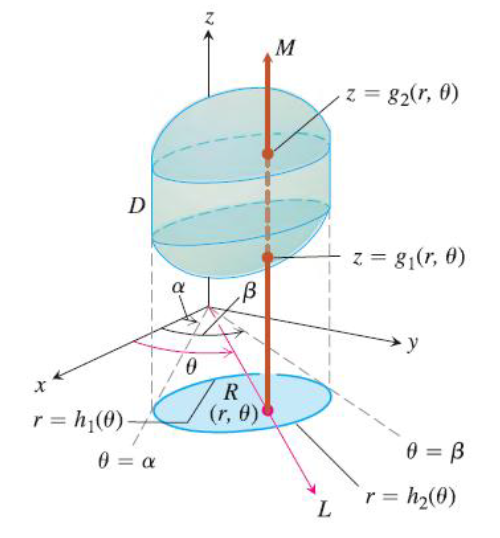 z
M
z = g₂(r, θ)
D
z = g₁(r, θ)
α
β
y
θ
x
R
r = h₁(θ)
(r, θ)
θ = α
θ = β
r = h₂(θ)
L